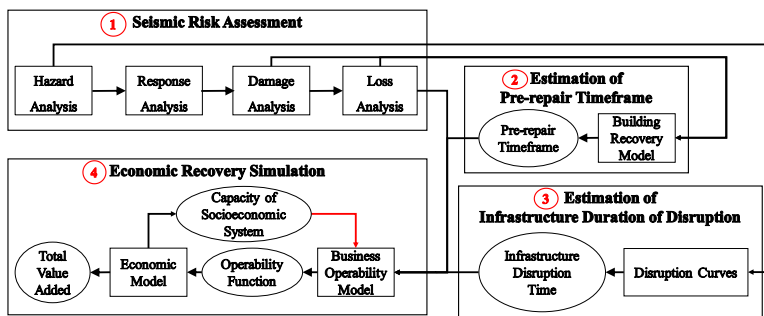 1 Seismic Risk Assessment
Hazard
Analysis
Response
Analysis
Damage
Analysis
Loss
Analysis
2 Estimation of
Pre-repair Timeframe
Pre-repair
Timeframe
Building
Recovery
Model
4 Economic Recovery Simulation
Capacity of
Socioeconomic
System
Total
Value
Added
Economic
Model
Operability
Function
Business
Operability
Model
3 Estimation of
Infrastructure Duration of Disruption
Infrastructure
Disruption
Time
Disruption Curves